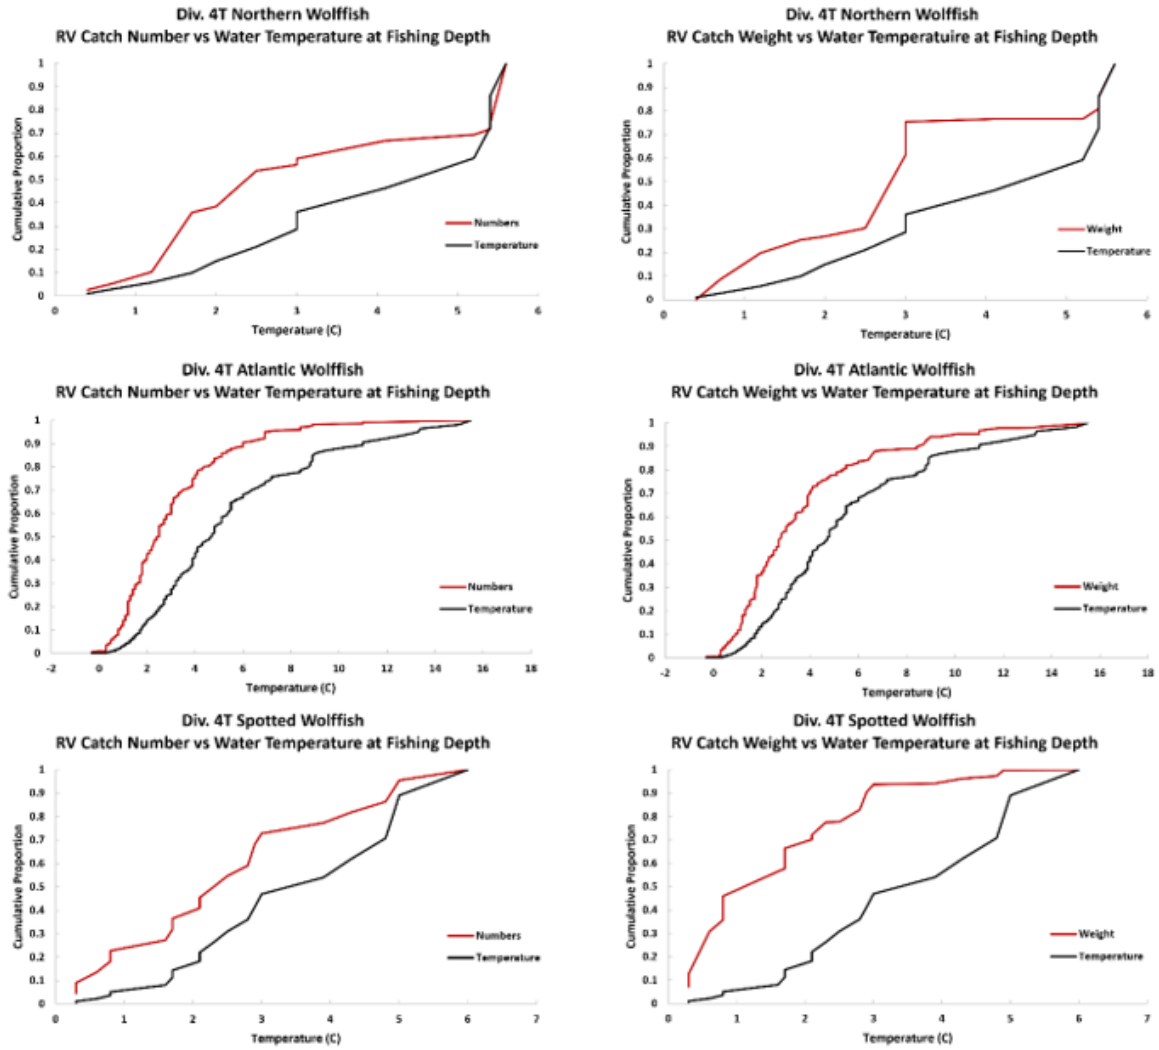 Div. 4T Northern Wolffish
RV Catch Number vs Water Temperature at Fishing Depth
1
0.9
0.8
0.7
0.6
0.5
0.4
0.3
0.2
0.1
0
Cumulative Proportion
Numbers
Temperature
0 1 2 3 4 5 6
Temperature (C)
Div. 4T Northern Wolffish
RV Catch Weight vs Water Temperatuire at Fishing Depth
1
0.9
0.8
0.7
0.6
0.5
0.4
0.3
0.2
0.1
0
Cumulative Proportion
Weight
Temperature
0 1 2 3 4 5 6
Temperature (C)
Div. 4T Atlantic Wolffish
RV Catch Number vs Water Temperature at Fishing Depth
1
0.9
0.8
0.7
0.6
0.5
0.4
0.3
0.2
0.1
0
Cumulative Proportion
Numbers
Temperature
-2 0 2 4 6 8 10 12 14 16 18
Temperature (C)
Div. 4T Atlantic Wolffish
RV Catch Weight vs Water Temperature at Fishing Depth
1
0.9
0.8
0.7
0.6
0.5
0.4
0.3
0.2
0.1
0
Cumulative Proportion
Weight
Temperature
-2 0 2 4 6 8 10 12 14 16 18
Temperature (C)
Div. 4T Spotted Wolffish
RV Catch Number vs Water Temperature at Fishing Depth
1
0.9
0.8
0.7
0.6
0.5
0.4
0.3
0.2
0.1
0
Cumulative Proportion
Numbers
Temperature
0 1 2 3 4 5 6 7
Temperature (C)
Div. 4T Spotted Wolffish
RV Catch Weight vs Water Temperature at Fishing Depth
1
0.9
0.8
0.7
0.6
0.5
0.4
0.3
0.2
0.1
0
Cumulative Proportion
Weight
Temperature
0 1 2 3 4 5 6 7
Temperature (C)